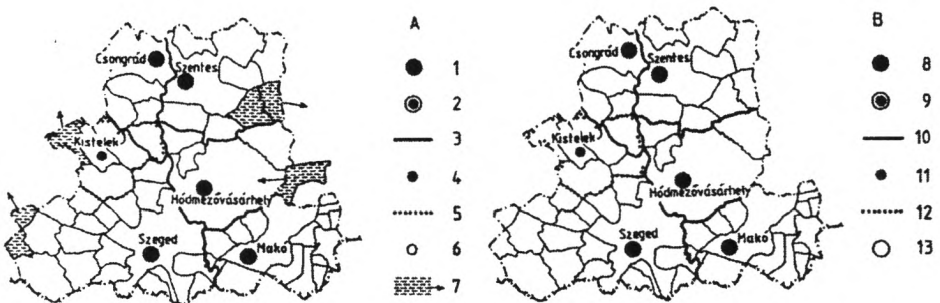 A
Csongrád
Szentes
Kistelek
Hódmezővásárhely
Szeged
Makó
1
2
3
4
5
6
7
B
Csongrád
Szentes
Kistelek
Hódmezővásárhely
Szeged
Makó
8
9
10
11
12
13